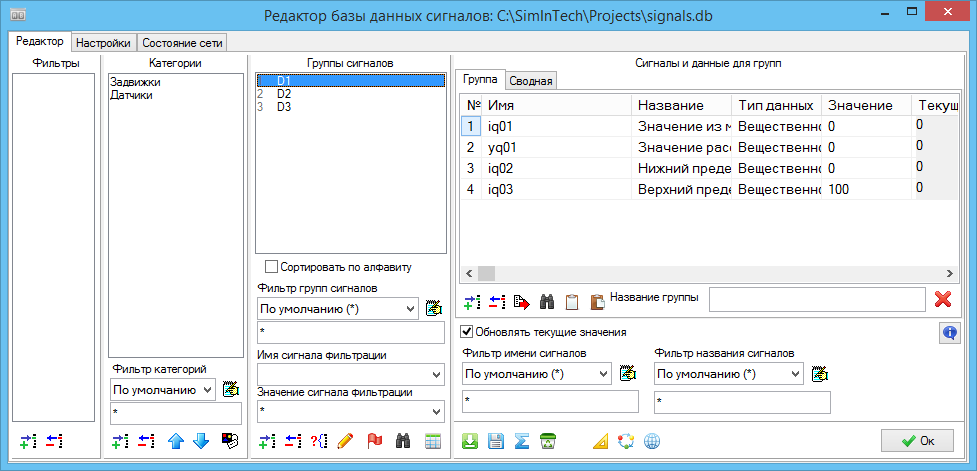 Редактор базы данных сигналов: C:\SimInTech\Projects\signals.db
Редактор Настройки Состояние сети
Фильтры
Категории
Задвижки
Датчики
Фильтр категорий
По умолчанию
*
Группы сигналов
D1
2 D2
3 D3
Сортировать по алфавиту
Фильтр групп сигналов
По умолчанию (*)
*
Имя сигнала фильтрации
Значение сигнала фильтрации
*
Сигналы и данные для групп
Группа Сводная
№ Имя Название Тип данных Значение Текущ
1 iq01 Значение из м Вещественно 0 0
2 yq01 Значение расс Вещественно 0 0
3 iq02 Нижний преде Вещественно 0 0
4 iq03 Верхний преде Вещественно 100 0
Название группы
Обновлять текущие значения
Фильтр имени сигналов Фильтр названия сигналов
По умолчанию (*) По умолчанию (*)
* *
Ок